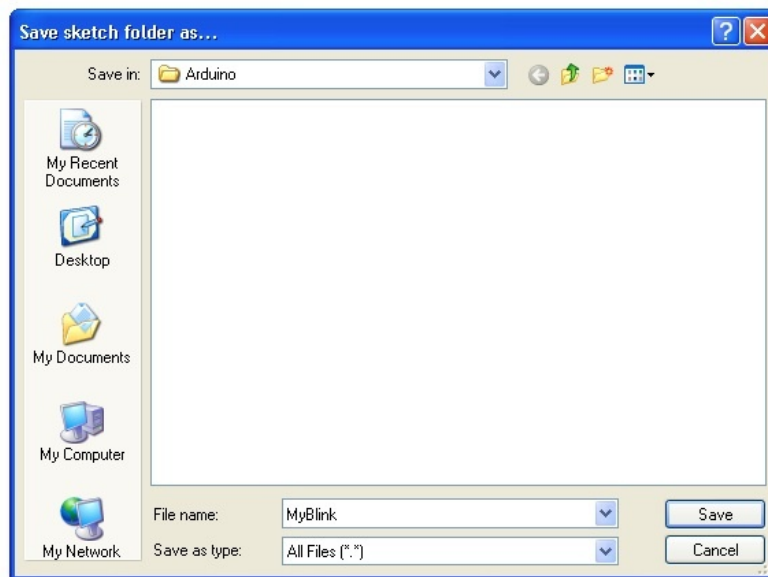 Save sketch folder as...
Save in: Arduino
My Recent
Documents
Desktop
My Documents
My Computer
My Network
File name: MyBlink Save
Save as type: All Files (*.*) Cancel